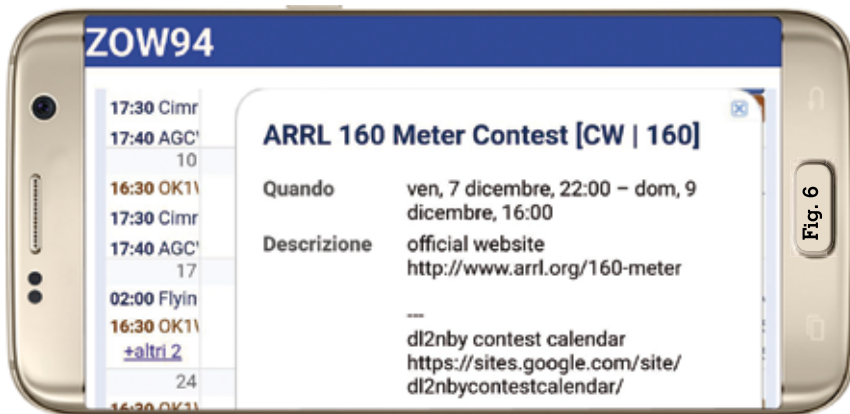 ZOW94
17:30 Cimr
17:40 AGC'
10
16:30 OK1
17:30 Cimr
17:40 AGC'
17
02:00 Flyin
16:30 OK1
+altri 2
24
16:30 OK1
ARRL 160 Meter Contest [CW | 160]
Quando ven, 7 dicembre, 22:00 – dom, 9
dicembre, 16:00
Descrizione official website
http://www.arrl.org/160-meter
---
dl2nby contest calendar
https://sites.google.com/site/
dl2nbycontestcalendar/
Fig. 6